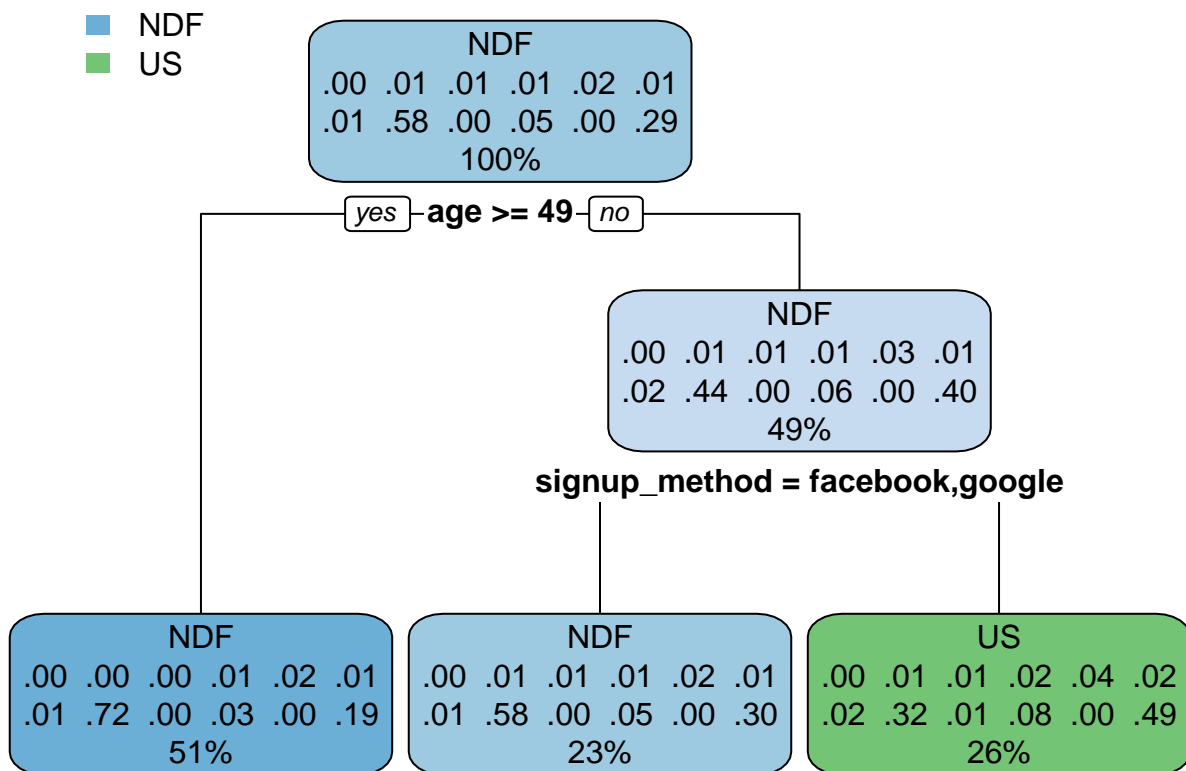 NDF
US
NDF
.00 .01 .01 .01 .02 .01
.01 .58 .00 .05 .00 .29
100%
yes age >= 49 no
NDF
.00 .01 .01 .01 .03 .01
.02 .44 .00 .06 .00 .40
49%
signup_method = facebook,google
NDF
.00 .00 .00 .01 .02 .01
.01 .72 .00 .03 .00 .19
51%
NDF
.00 .01 .01 .01 .02 .01
.01 .58 .00 .05 .00 .30
23%
US
.00 .01 .01 .02 .04 .02
.02 .32 .01 .08 .00 .49
26%